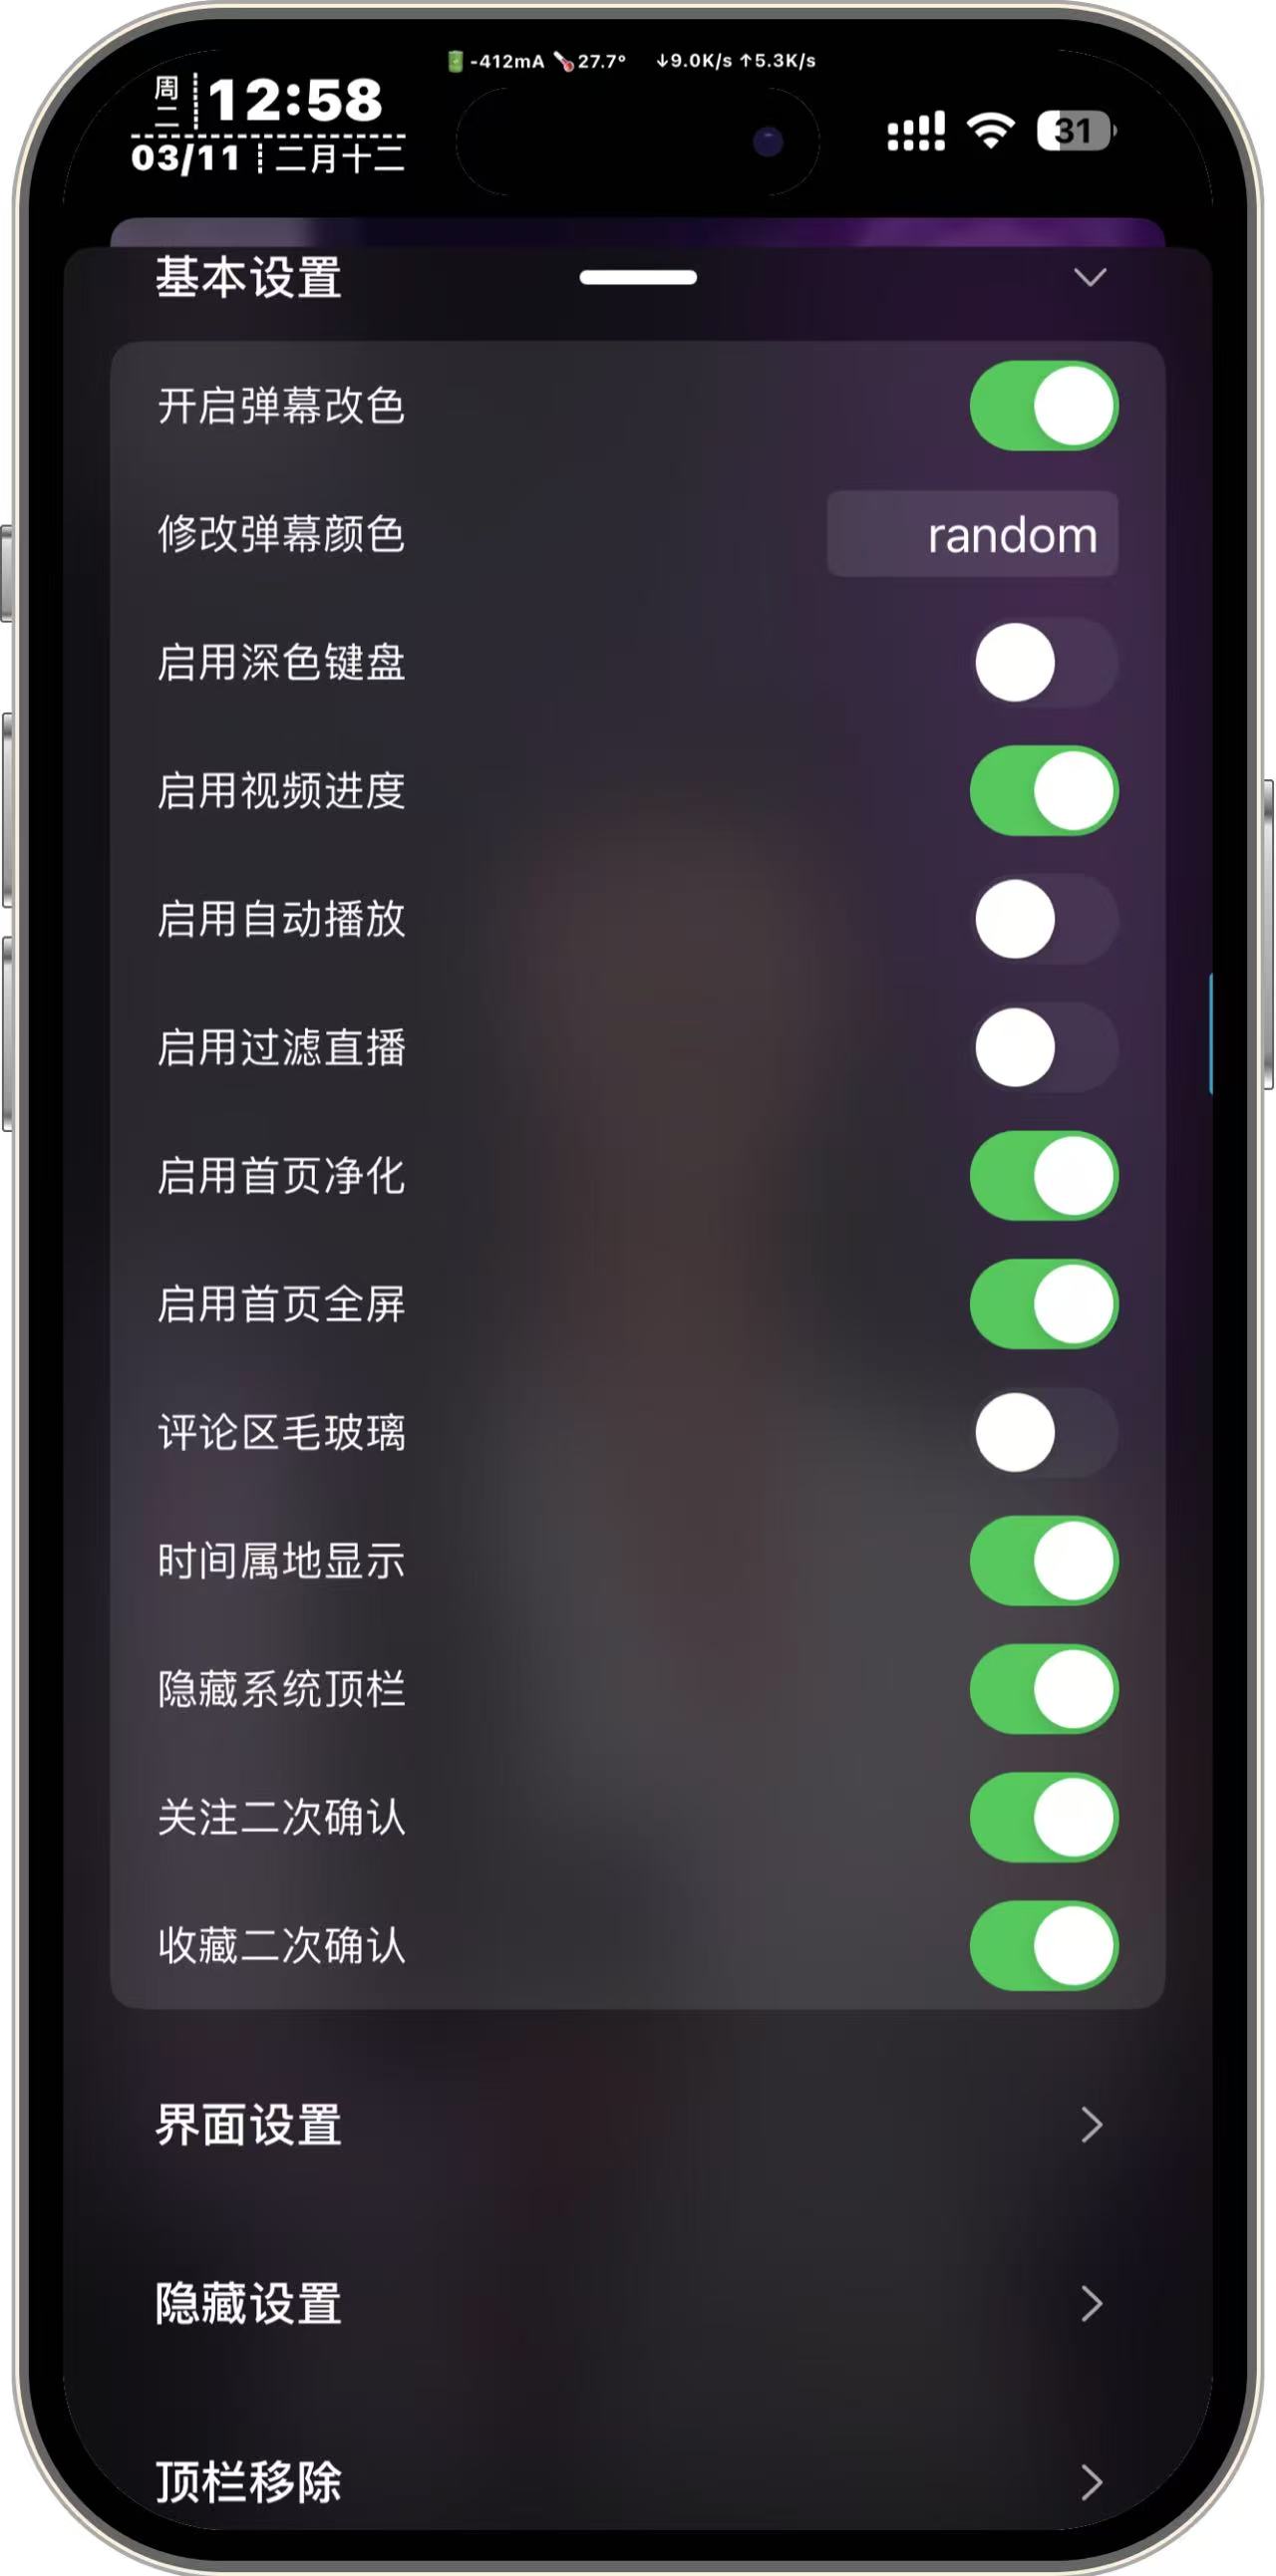 周二 12:58
03/11 二月十二
-412mA 27.7° ↓9.0K/s ↑5.3K/s
31
基本设置
开启弹幕改色
修改弹幕颜色 random
启用深色键盘
启用视频进度
启用自动播放
启用过滤直播
启用首页净化
启用首页全屏
评论区毛玻璃
时间属地显示
隐藏系统顶栏
关注二次确认
收藏二次确认
界面设置
隐藏设置
顶栏移除